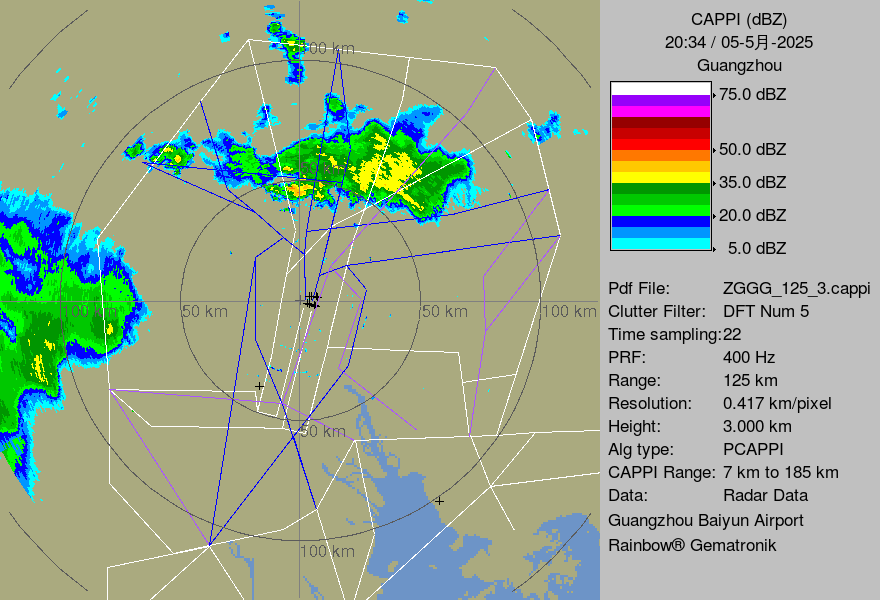 CAPPI (dBZ)
20:34 / 05-5月-2025
Guangzhou
75.0 dBZ
50.0 dBZ
35.0 dBZ
20.0 dBZ
5.0 dBZ
Pdf File: ZGGG_125_3.cappi
Clutter Filter: DFT Num 5
Time sampling:22
PRF: 400 Hz
Range: 125 km
Resolution: 0.417 km/pixel
Height: 3.000 km
Alg type: PCAPPI
CAPPI Range: 7 km to 185 km
Data: Radar Data
Guangzhou Baiyun Airport
Rainbow® Gematronik
00 km
100 km
50 km
50 km
100 km
50 km
100 km